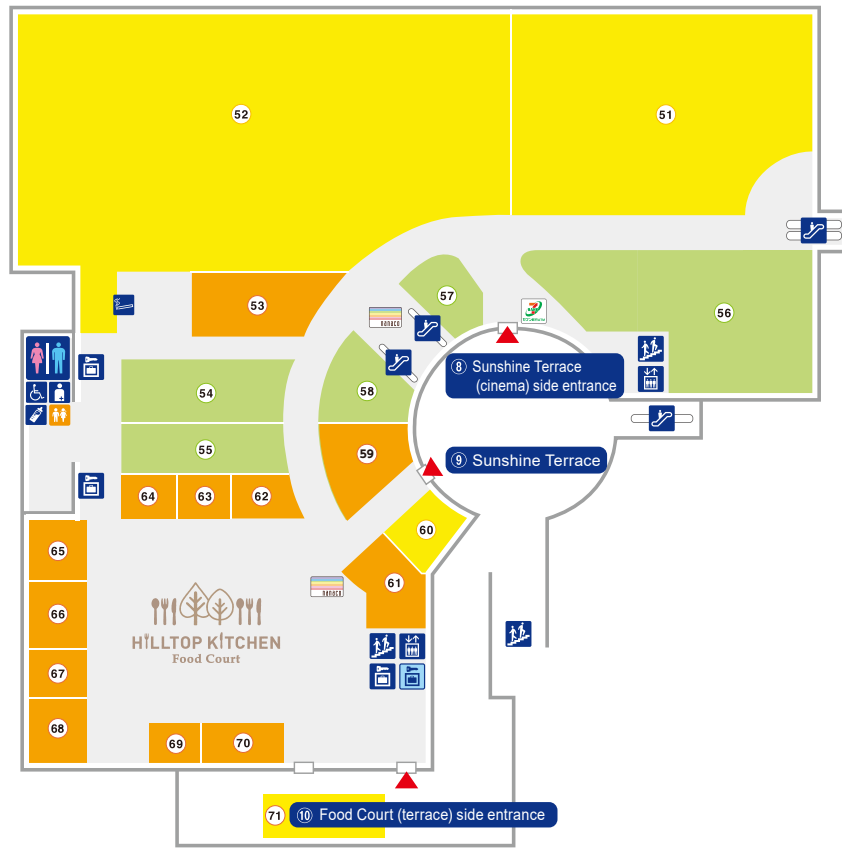 52
51
53
57
56
nanaco
⑧ Sunshine Terrace
(cinema) side entrance
54
58
55
59
⑨ Sunshine Terrace
64
63
62
60
65
61
nanaco
66
HILLTOP KITCHEN
Food Court
67
68
69
70
71
⑩ Food Court (terrace) side entrance